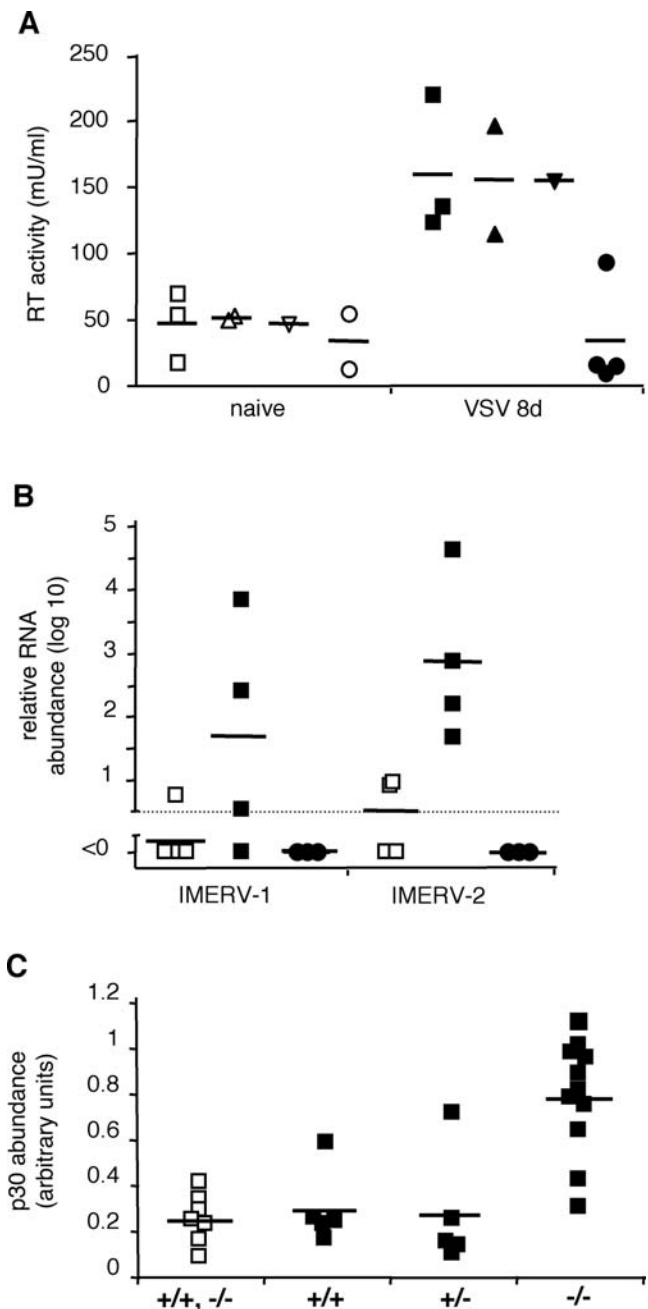 A
RT activity (mU/ml)
250
200
150
100
50
0
naive
VSV 8d
B
relative RNA
abundance (log 10)
5
3
2
1
<0
IMERV-1
IMERV-2
C
p30 abundance
(arbitrary units)
1.2
1
0.8
0.6
0.4
0.2
0
+/+, -/-
+/+
+/-
-/-